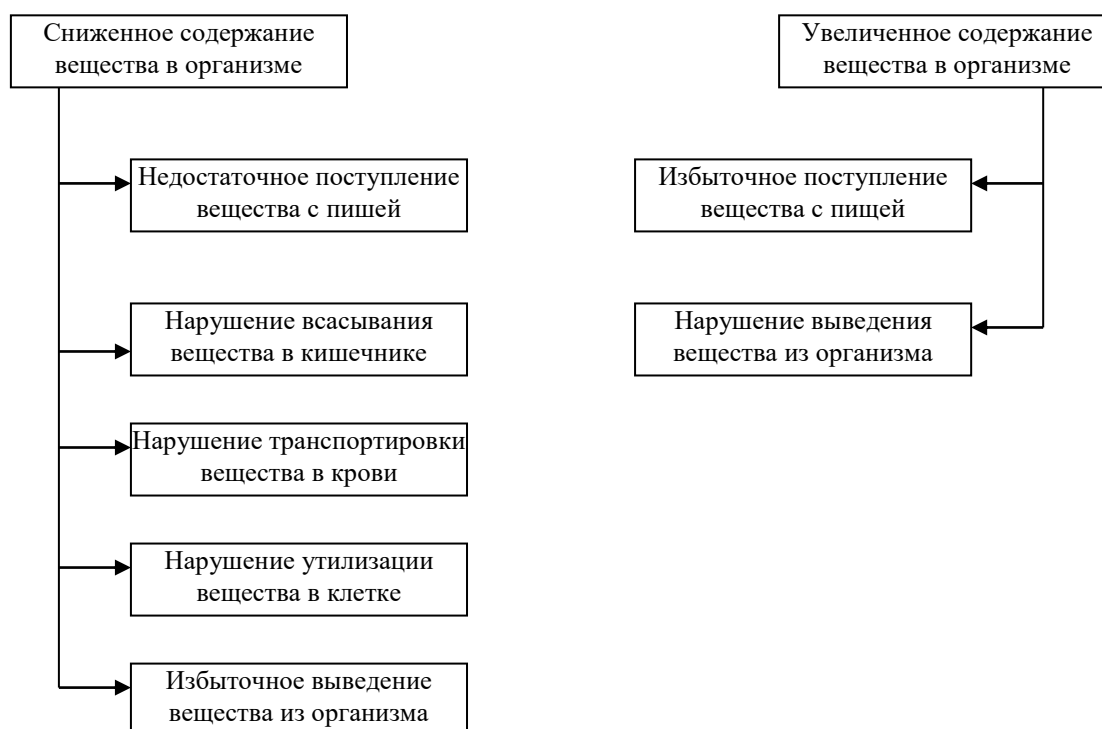 Сниженное содержание
вещества в организме
Недостаточное поступление
вещества с пишей
Нарушение всасывания
вещества в кишечнике
Нарушение транспортировки
вещества в крови
Нарушение утилизации
вещества в клетке
Избыточное выведение
вещества из организма
Увеличенное содержание
вещества в организме
Избыточное поступление
вещества с пищей
Нарушение выведения
вещества из организма